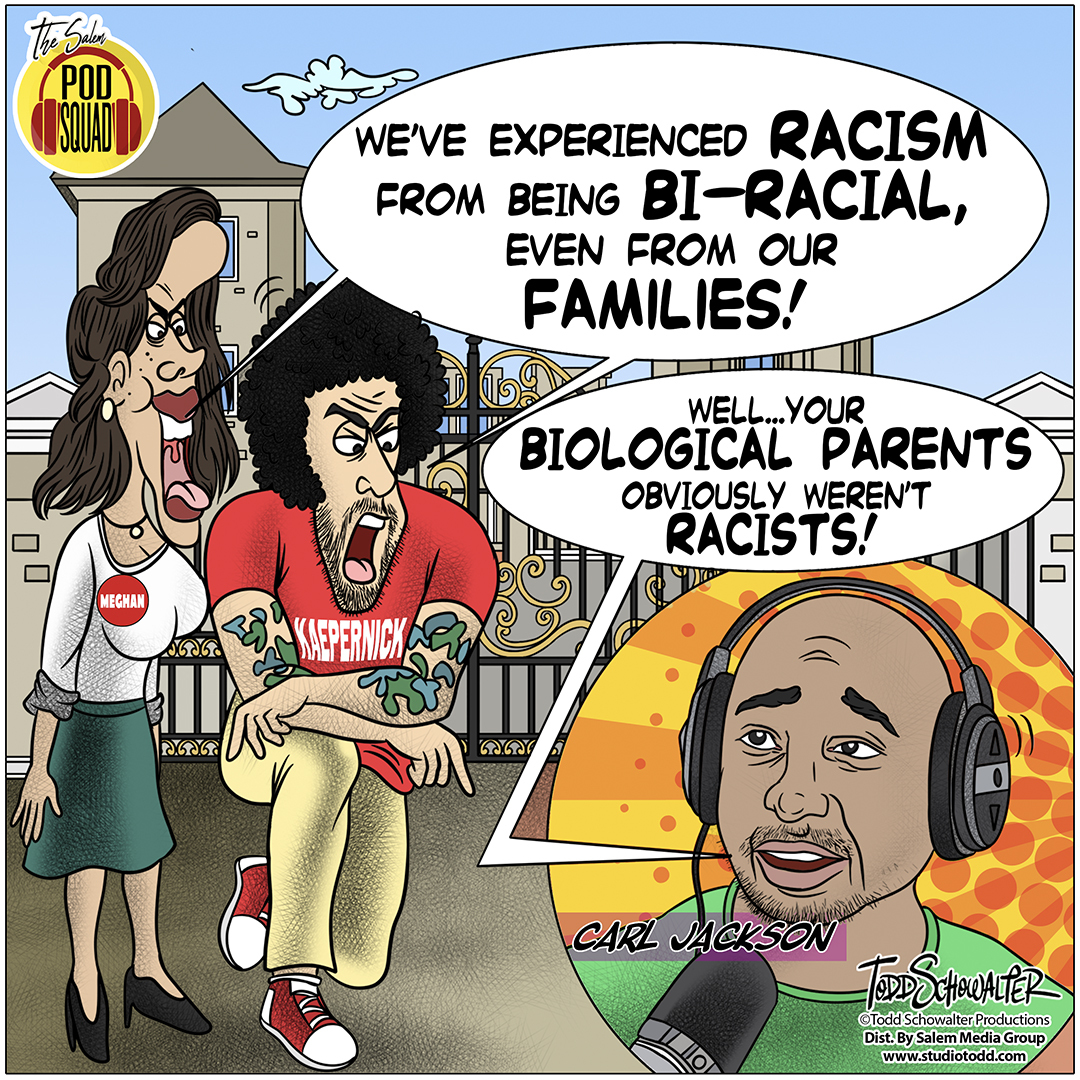 The Salem
POD
SQUAD
WE'VE EXPERIENCED RACISM
FROM BEING BI-RACIAL,
EVEN FROM OUR
FAMILIES!
WELL...YOUR
BIOLOGICAL PARENTS
OBVIOUSLY WEREN'T
RACISTS!
MEGHAN
KAEPERNICK
CARL JACKSON
TODD SCHOWALTER
©Todd Schowalter Productions
Dist. By Salem Media Group
www.studiotodd.com